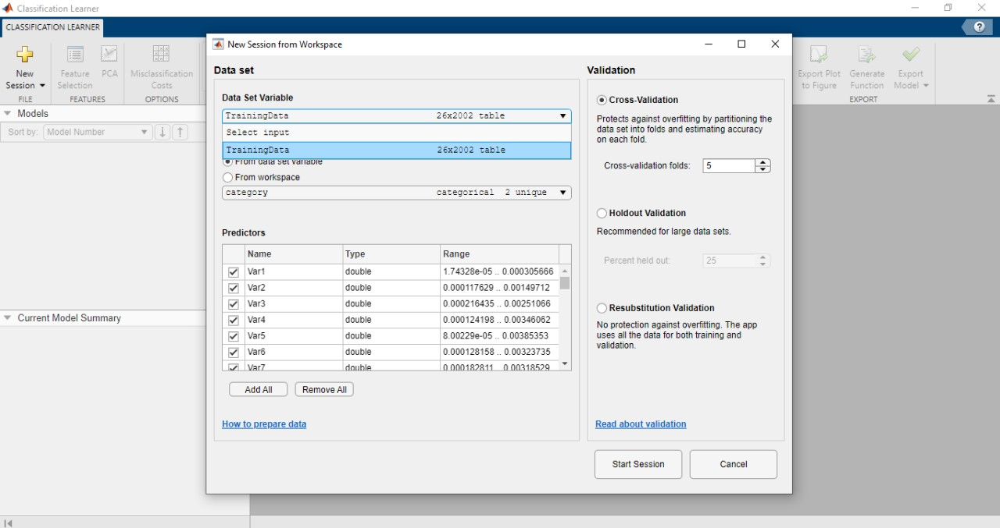 Classification Learner
CLASSIFICATION LEARNER
?
New Session
Feature Selection
PCA
Misclassification Costs
Export Plot to Figure
Generate Function
Export Model
FILE
FEATURES
OPTIONS
EXPORT
Models
Sort by: Model Number
Current Model Summary
New Session from Workspace
Data set
Data Set Variable
TrainingData 26x2002 table
Select input
TrainingData 26x2002 table
From data set variable
From workspace
category categorical 2 unique
Predictors
Name Type Range
Var1 double 1.74328e-05 .. 0.000305666
Var2 double 0.000117629 .. 0.00149712
Var3 double 0.000216435 .. 0.00251066
Var4 double 0.000124198 .. 0.00346062
Var5 double 8.00229e-05 .. 0.00385353
Var6 double 0.000128158 .. 0.00323735
Var7 double 0.000182811 .. 0.00318529
Add All Remove All
How to prepare data
Validation
Cross-Validation
Protects against overfitting by partitioning the
data set into folds and estimating accuracy
on each fold.
Cross-validation folds: 5
Holdout Validation
Recommended for large data sets.
Percent held out: 25
Resubstitution Validation
No protection against overfitting. The app
uses all the data for both training and
validation.
Read about validation
Start Session Cancel